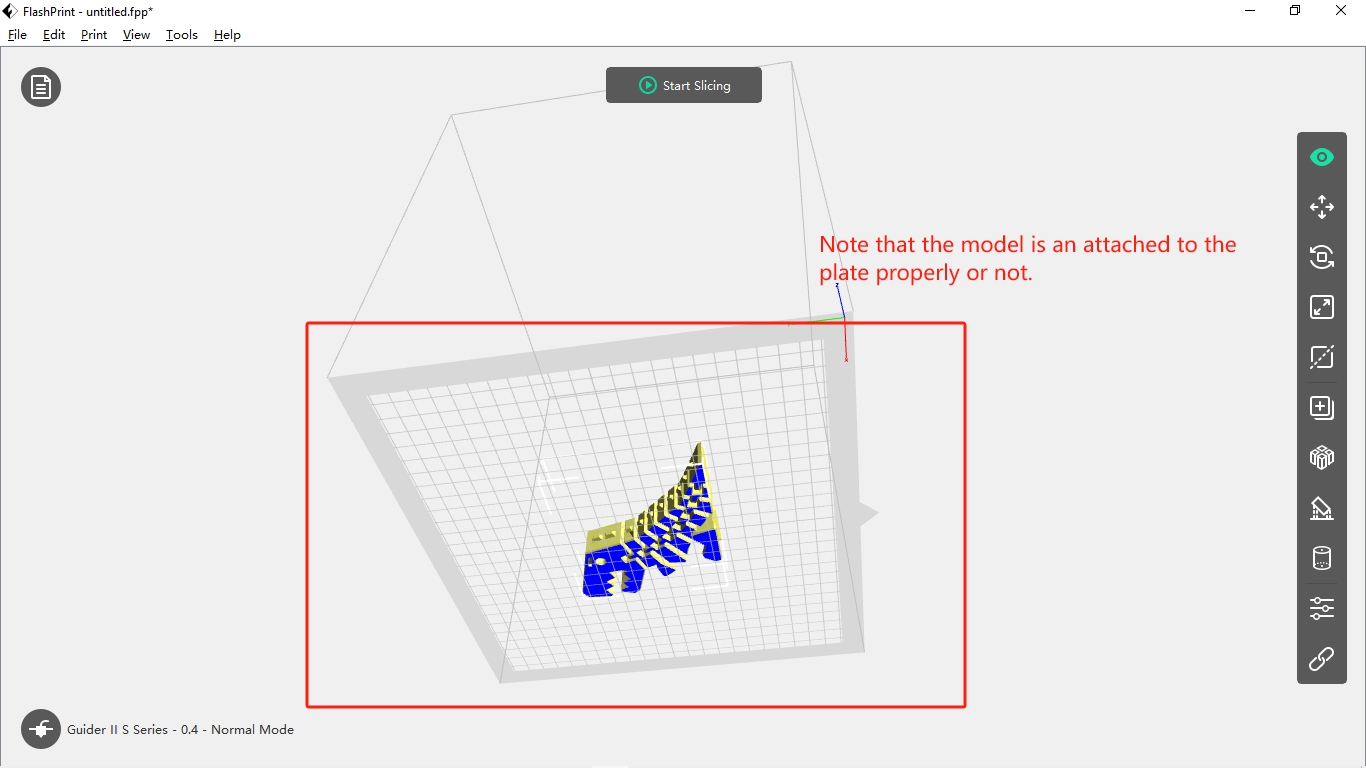 FlashPrint - untitled.fpp*
File Edit Print View Tools Help
Start Slicing
Note that the model is an attached to the
plate properly or not.
z
x
Guider II S Series - 0.4 - Normal Mode